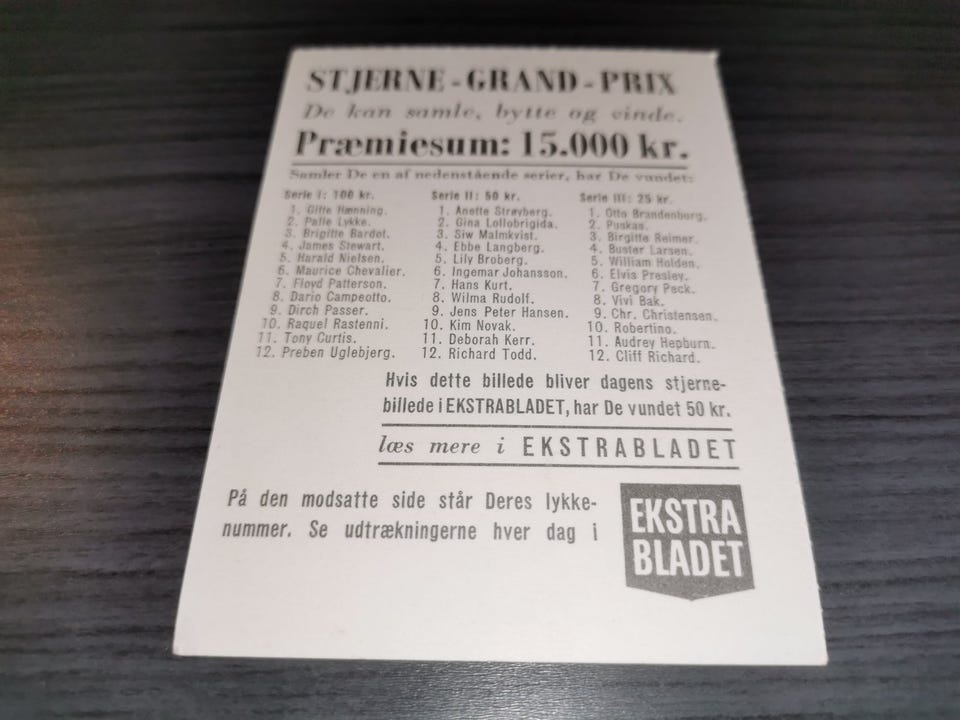 STJERNE-GRAND-PRIX
De kan samle, bytte og vinde.
Præmiesum: 15.000 kr.
Samler De en af nedenstående serier, har De vundet:
Serie I: 100 kr.
1. Gitte Hænning.
2. Palle Lykke.
3. Brigitte Bardot.
4. James Stewart.
5. Harald Nielsen.
6. Maurice Chevalier.
7. Floyd Patterson.
8. Dario Campeotto.
9. Dirch Passer.
10. Raquel Rastenni.
11. Tony Curtis.
12. Preben Uglebjerg.
Serie II: 50 kr.
1. Anette Strøyberg.
2. Gina Lollobrigida.
3. Siw Malmkvist.
4. Ebbe Langberg.
5. Lily Broberg.
6. Ingemar Johansson.
7. Hans Kurt.
8. Wilma Rudolf.
9. Jens Peter Hansen.
10. Kim Novak.
11. Deborah Kerr.
12. Richard Todd.
Serie III: 25 kr.
1. Otto Brandenburg.
2. Puskas.
3. Birgitte Reimer.
4. Buster Larsen.
5. William Holden.
6. Elvis Presley.
7. Gregory Peck.
8. Vivi Bak.
9. Chr. Christensen.
10. Robertino.
11. Audrey Hepburn.
12. Cliff Richard.
Hvis dette billede bliver dagens stjerne-
billede i EKSTRABLADET, har De vundet 50 kr.
læs mere i EKSTRABLADET
På den modsatte side står Deres lykke-
nummer. Se udtrækningerne hver dag i
EKSTRA
BLADET